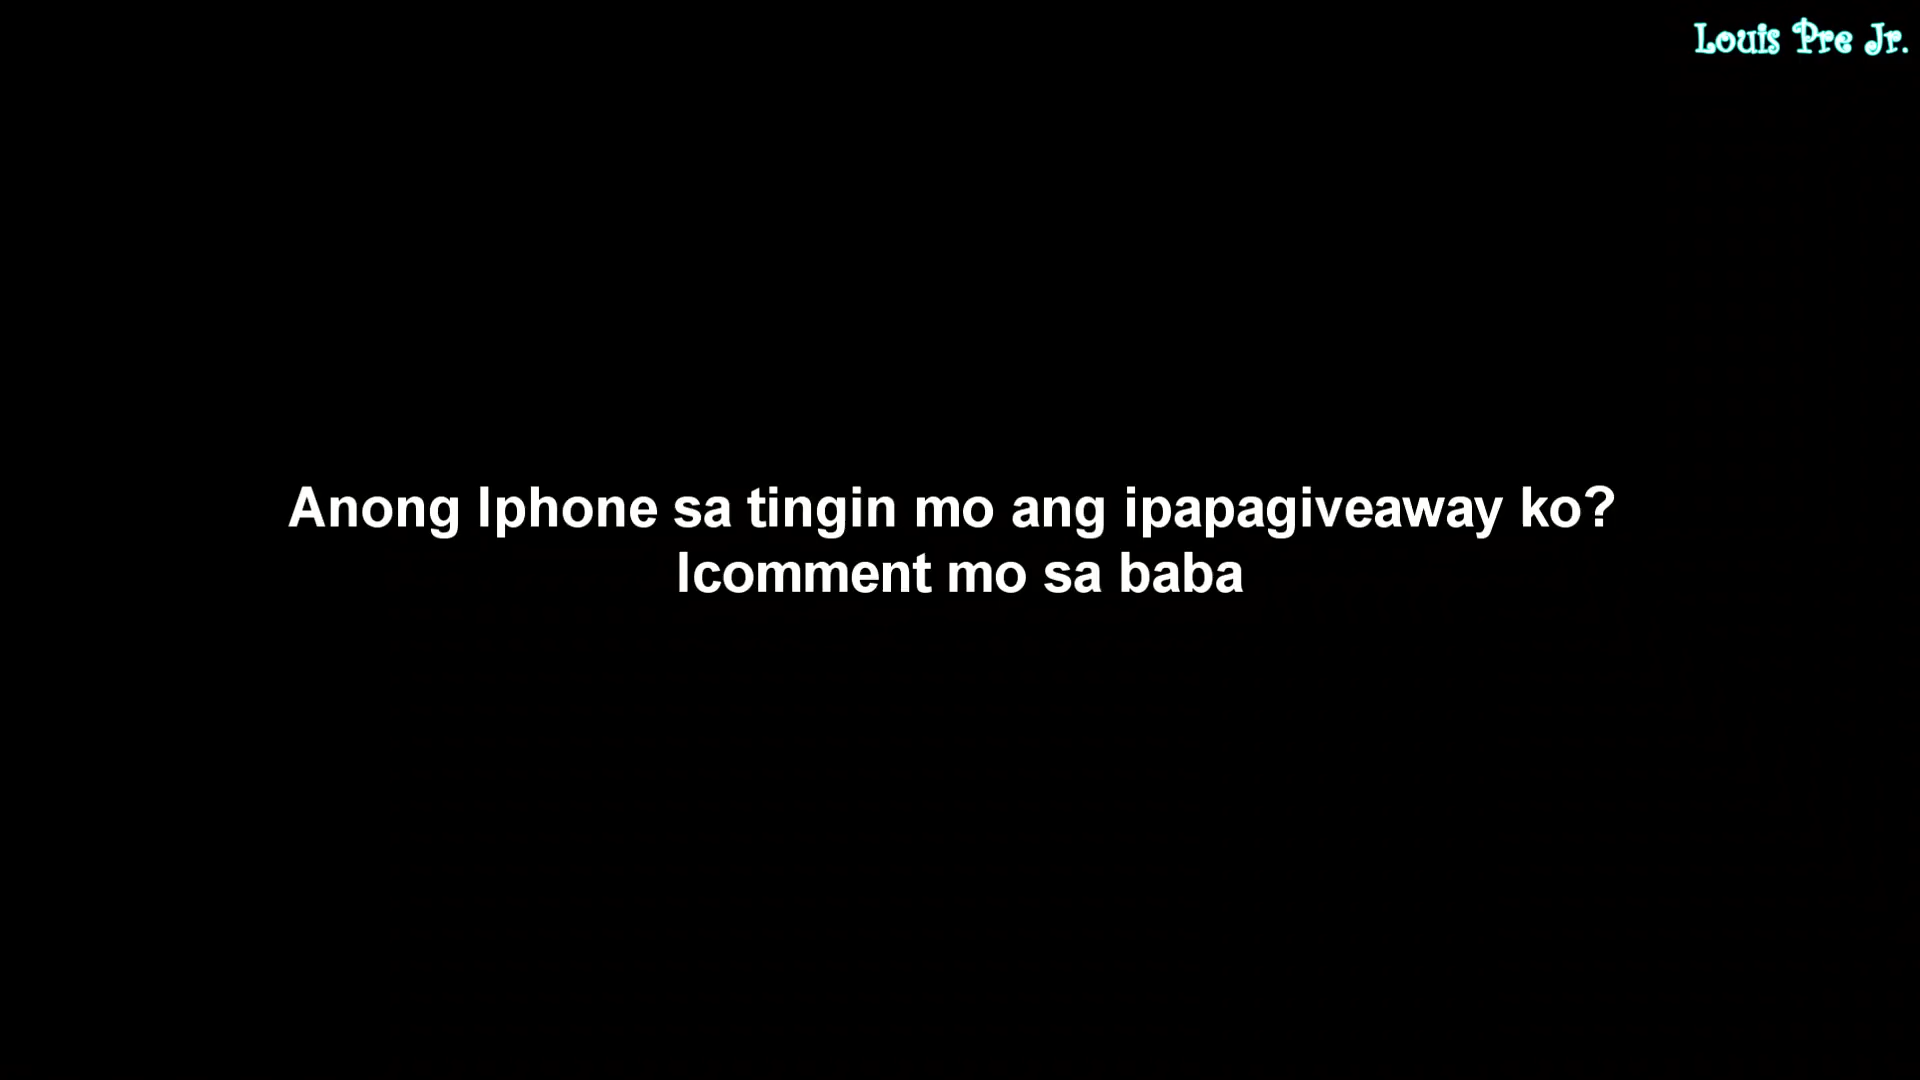 Louis Pre Jr.
Anong Iphone sa tingin mo ang ipapagiveaway ko?
Icomment mo sa baba